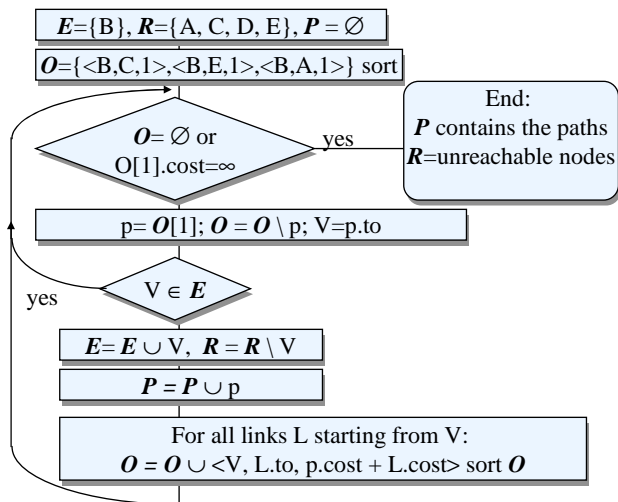 E={B}, R={A, C, D, E}, P = ∅
O={<B,C,1>,<B,E,1>,<B,A,1>} sort
O= ∅ or
O[1].cost=∞
yes
End:
P contains the paths
R=unreachable nodes
p= O[1]; O = O \ p; V=p.to
V ∈ E
yes
E= E ∪ V, R = R \ V
P = P ∪ p
For all links L starting from V:
O = O ∪ <V, L.to, p.cost + L.cost> sort O